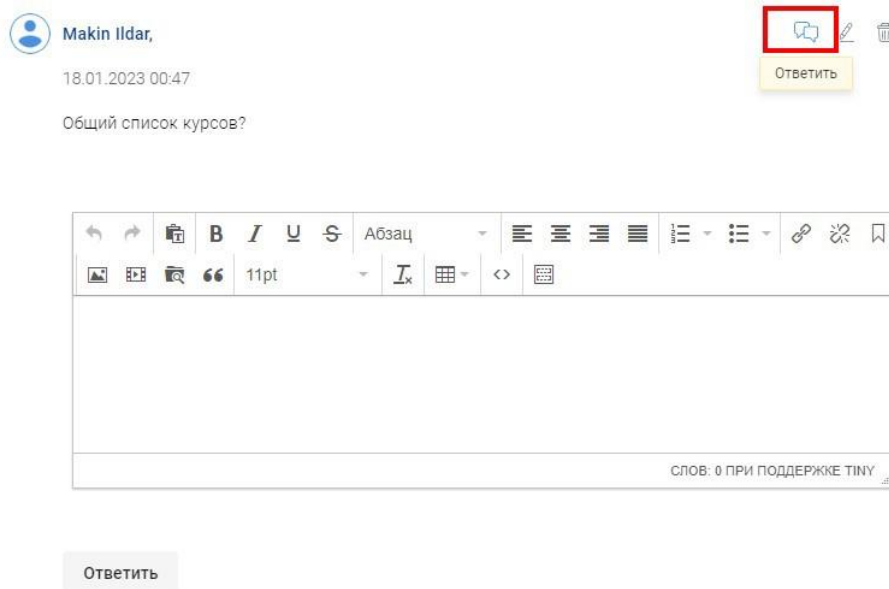 Makin Ildar,
Ответить
18.01.2023 00:47
Общий список курсов?
B I U S Абзац
11pt
СЛОВ: 0 ПРИ ПОДДЕРЖКЕ TINY
Ответить